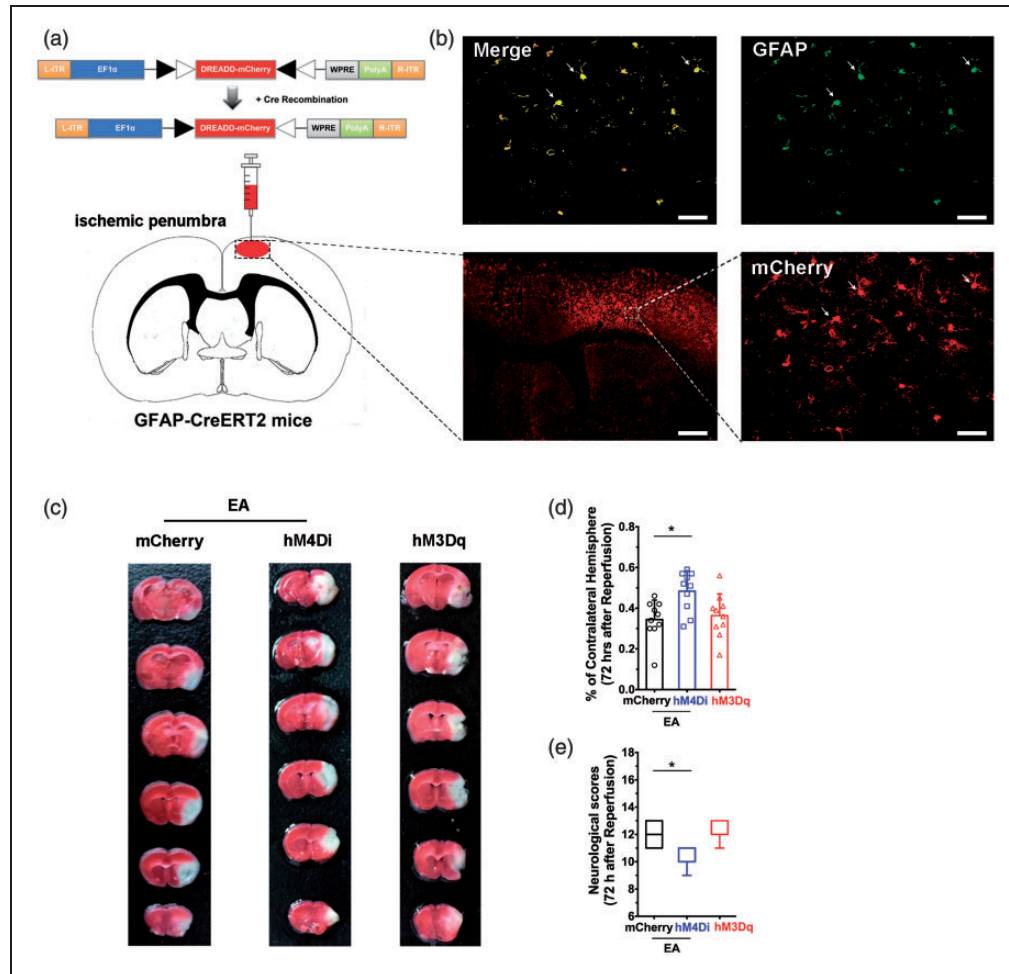 (a)
L-ITR EF1α DREADD-mCherry WPRE PolyA R-ITR
+ Cre Recombination
L-ITR EF1α DREADD-mCherry WPRE PolyA R-ITR
ischemic penumbra
GFAP-CreERT2 mice
(b)
Merge
GFAP
mCherry
(c)
EA
mCherry hM4Di hM3Dq
(d)
% of Contralateral Hemisphere
(72 hrs after Reperfusion)
0.8
0.6
0.4
0.2
0.0
*
mCherry hM4Di hM3Dq
EA
(e)
Neurological scores
(72 h after Reperfusion)
18
16
14
12
10
8
6
*
mCherry hM4Di hM3Dq
EA